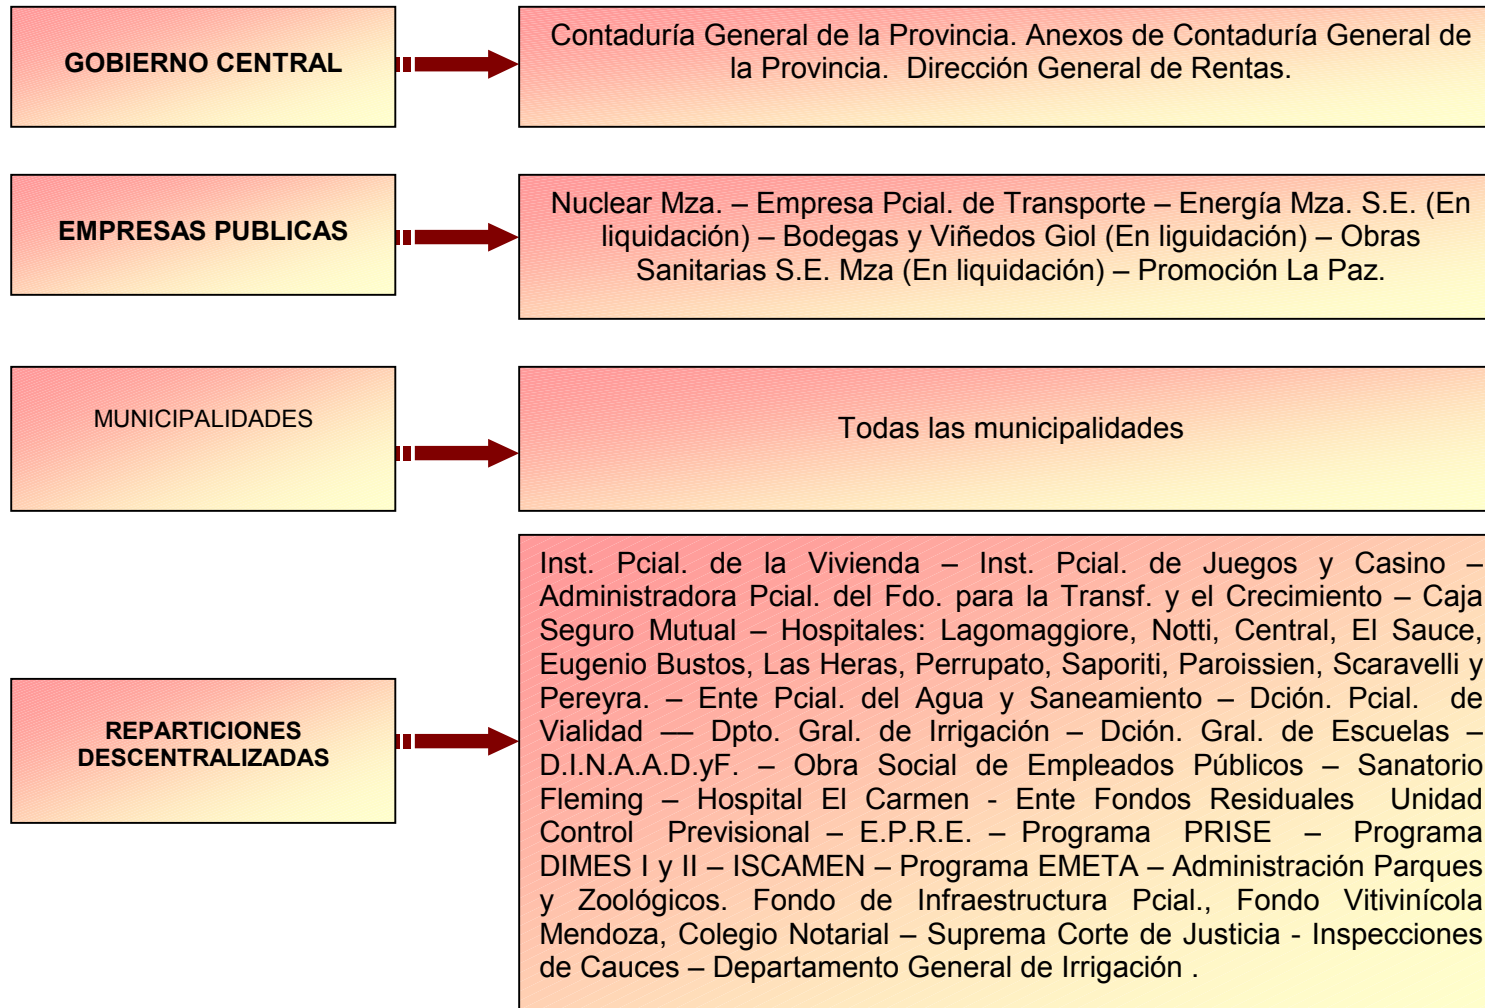 GOBIERNO CENTRAL
Contaduría General de la Provincia. Anexos de Contaduría General de
la Provincia. Dirección General de Rentas.
EMPRESAS PUBLICAS
Nuclear Mza. – Empresa Pcial. de Transporte – Energía Mza. S.E. (En
liquidación) – Bodegas y Viñedos Giol (En liguidación) – Obras
Sanitarias S.E. Mza (En liquidación) – Promoción La Paz.
MUNICIPALIDADES
Todas las municipalidades
REPARTICIONES
DESCENTRALIZADAS
Inst. Pcial. de la Vivienda – Inst. Pcial. de Juegos y Casino –
Administradora Pcial. del Fdo. para la Transf. y el Crecimiento – Caja
Seguro Mutual – Hospitales: Lagomaggiore, Notti, Central, El Sauce,
Eugenio Bustos, Las Heras, Perrupato, Saporiti, Paroissien, Scaravelli y
Pereyra. – Ente Pcial. del Agua y Saneamiento – Dción. Pcial. de
Vialidad –– Dpto. Gral. de Irrigación – Dción. Gral. de Escuelas –
D.I.N.A.A.D.yF. – Obra Social de Empleados Públicos – Sanatorio
Fleming – Hospital El Carmen - Ente Fondos Residuales Unidad
Control Previsional – E.P.R.E. – Programa PRISE – Programa
DIMES I y II – ISCAMEN – Programa EMETA – Administración Parques
y Zoológicos. Fondo de Infraestructura Pcial., Fondo Vitivinícola
Mendoza, Colegio Notarial – Suprema Corte de Justicia - Inspecciones
de Cauces – Departamento General de Irrigación .